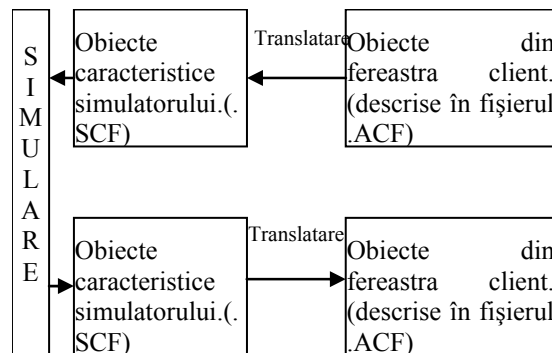 SIMULARE
Obiecte
caracteristice
simulatorului.(.
SCF)
Translatare
Obiecte din
fereastra client.
(descrise în fişierul
.ACF)
Obiecte
caracteristice
simulatorului.(.
SCF)
Translatare
Obiecte din
fereastra client.
(descrise în fişierul
.ACF)